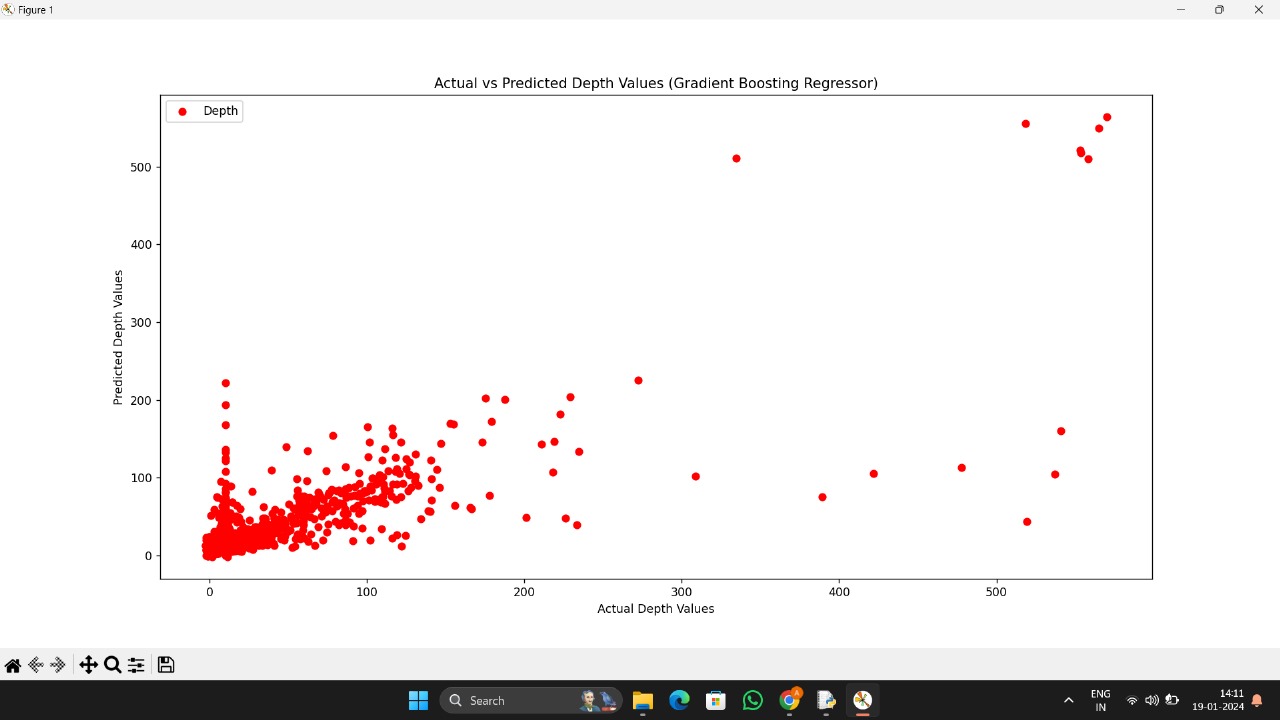 Figure 1
Actual vs Predicted Depth Values (Gradient Boosting Regressor)
Depth
500
400
300
200
100
0
Predicted Depth Values
0 100 200 300 400 500
Actual Depth Values
Search
ENG
IN
14:11
19-01-2024